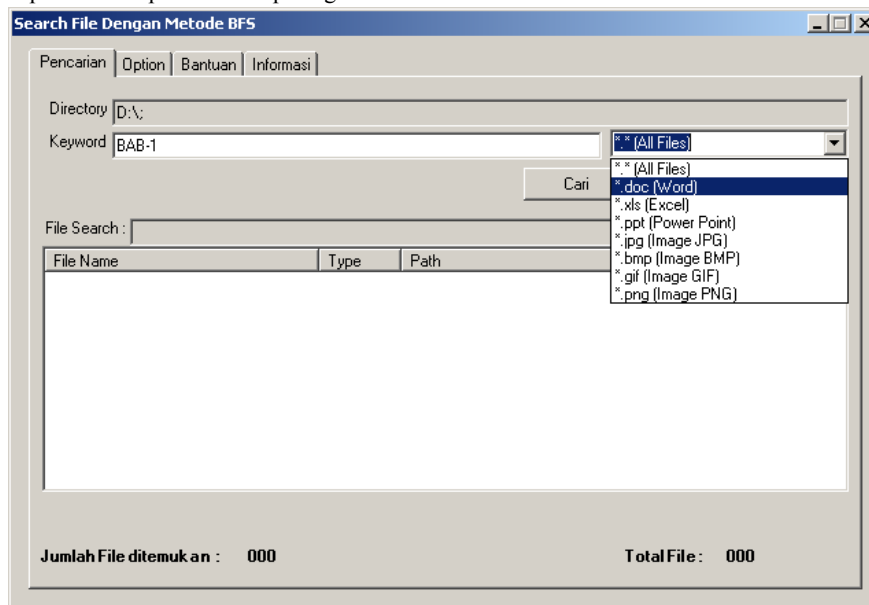 Search File Dengan Metode BFS
Pencarian Option Bantuan Informasi
Directory D:\;
Keyword BAB-1 *.* (All Files)
*.* (All Files)
Cari *.doc (Word)
*.xls (Excel)
*.ppt (Power Point)
File Search :
*.jpg (Image JPG)
File Name Type Path *.bmp (Image BMP)
*.gif (Image GIF)
*.png (Image PNG)
Jumlah File ditemukan : 000 Total File : 000